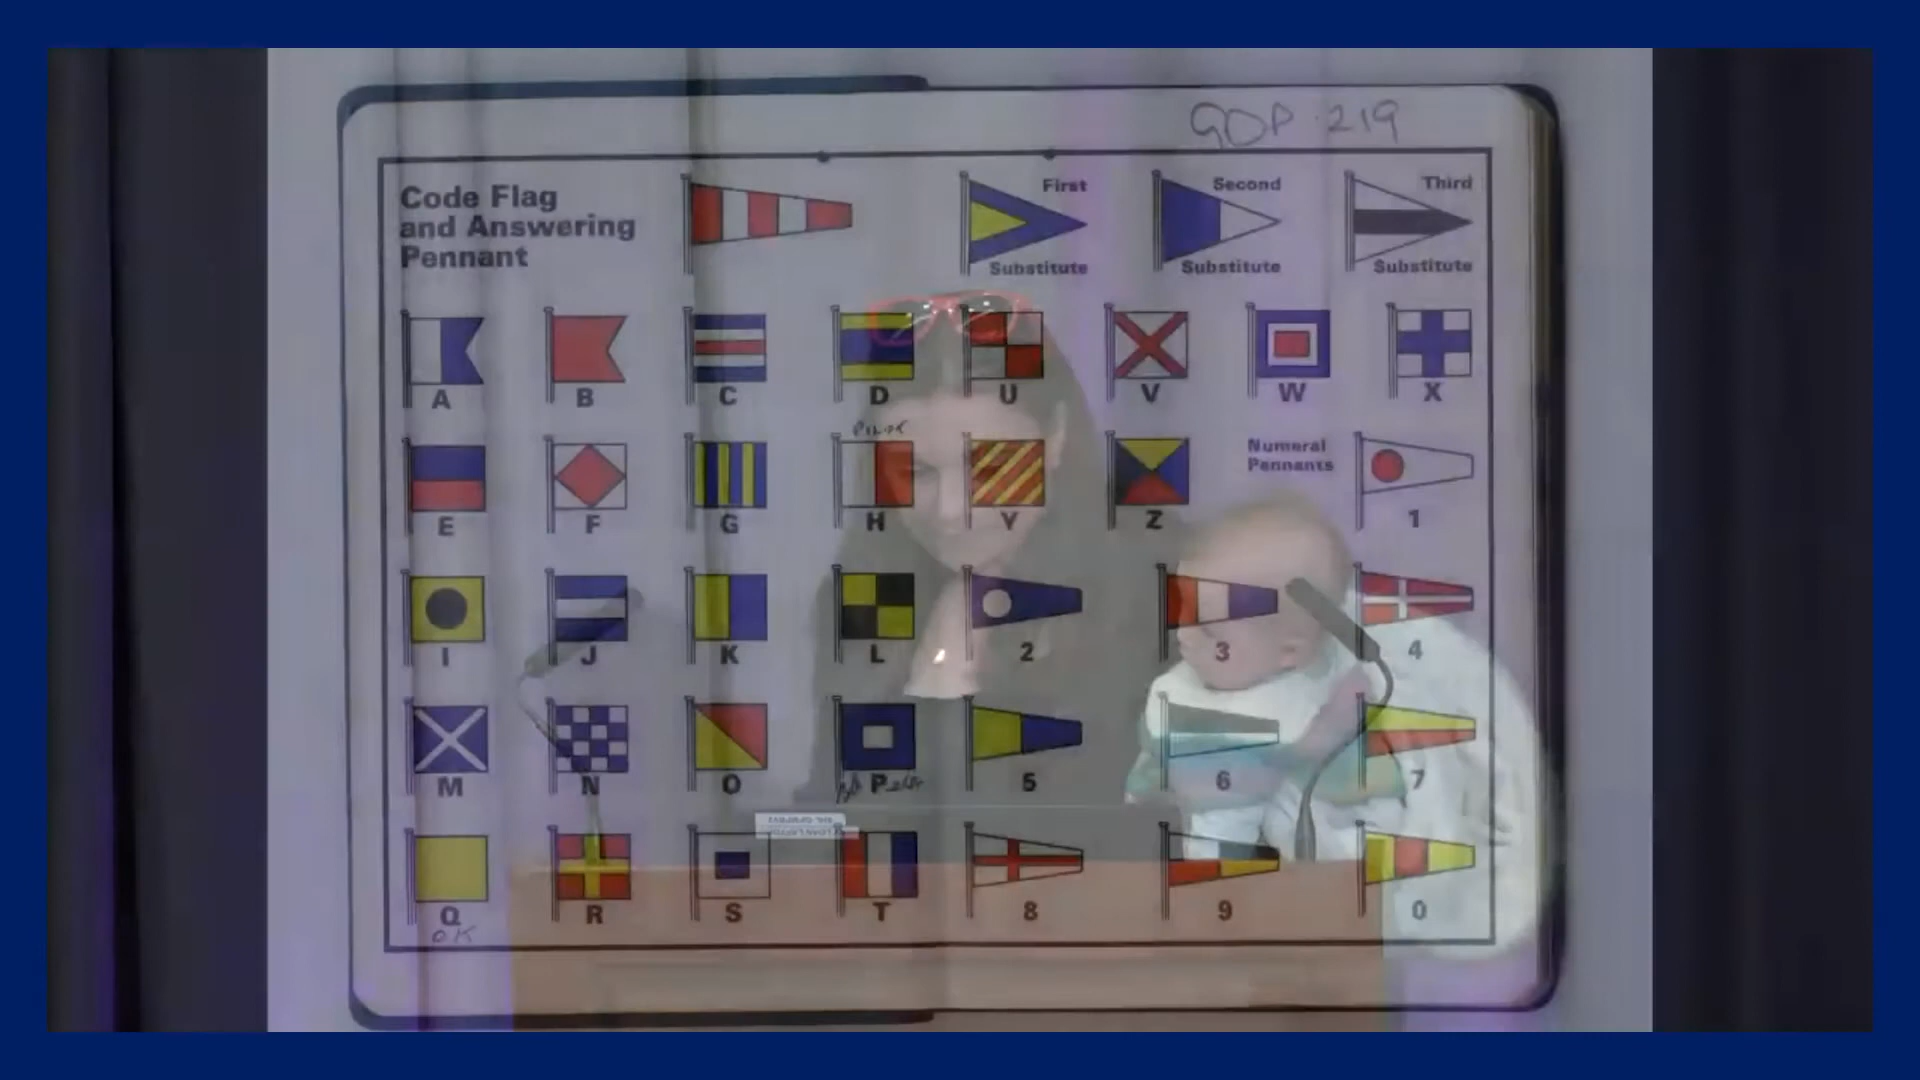 GDP·219
Code Flag
and Answering
Pennant
First
Substitute
Second
Substitute
Third
Substitute
A B C D U V W X
PILOT
Numeral
Pennants
E F G H Y Z 1
I J K L 2 3 4
M N O P 5 6 7
Q R S T 8 9 0
OK